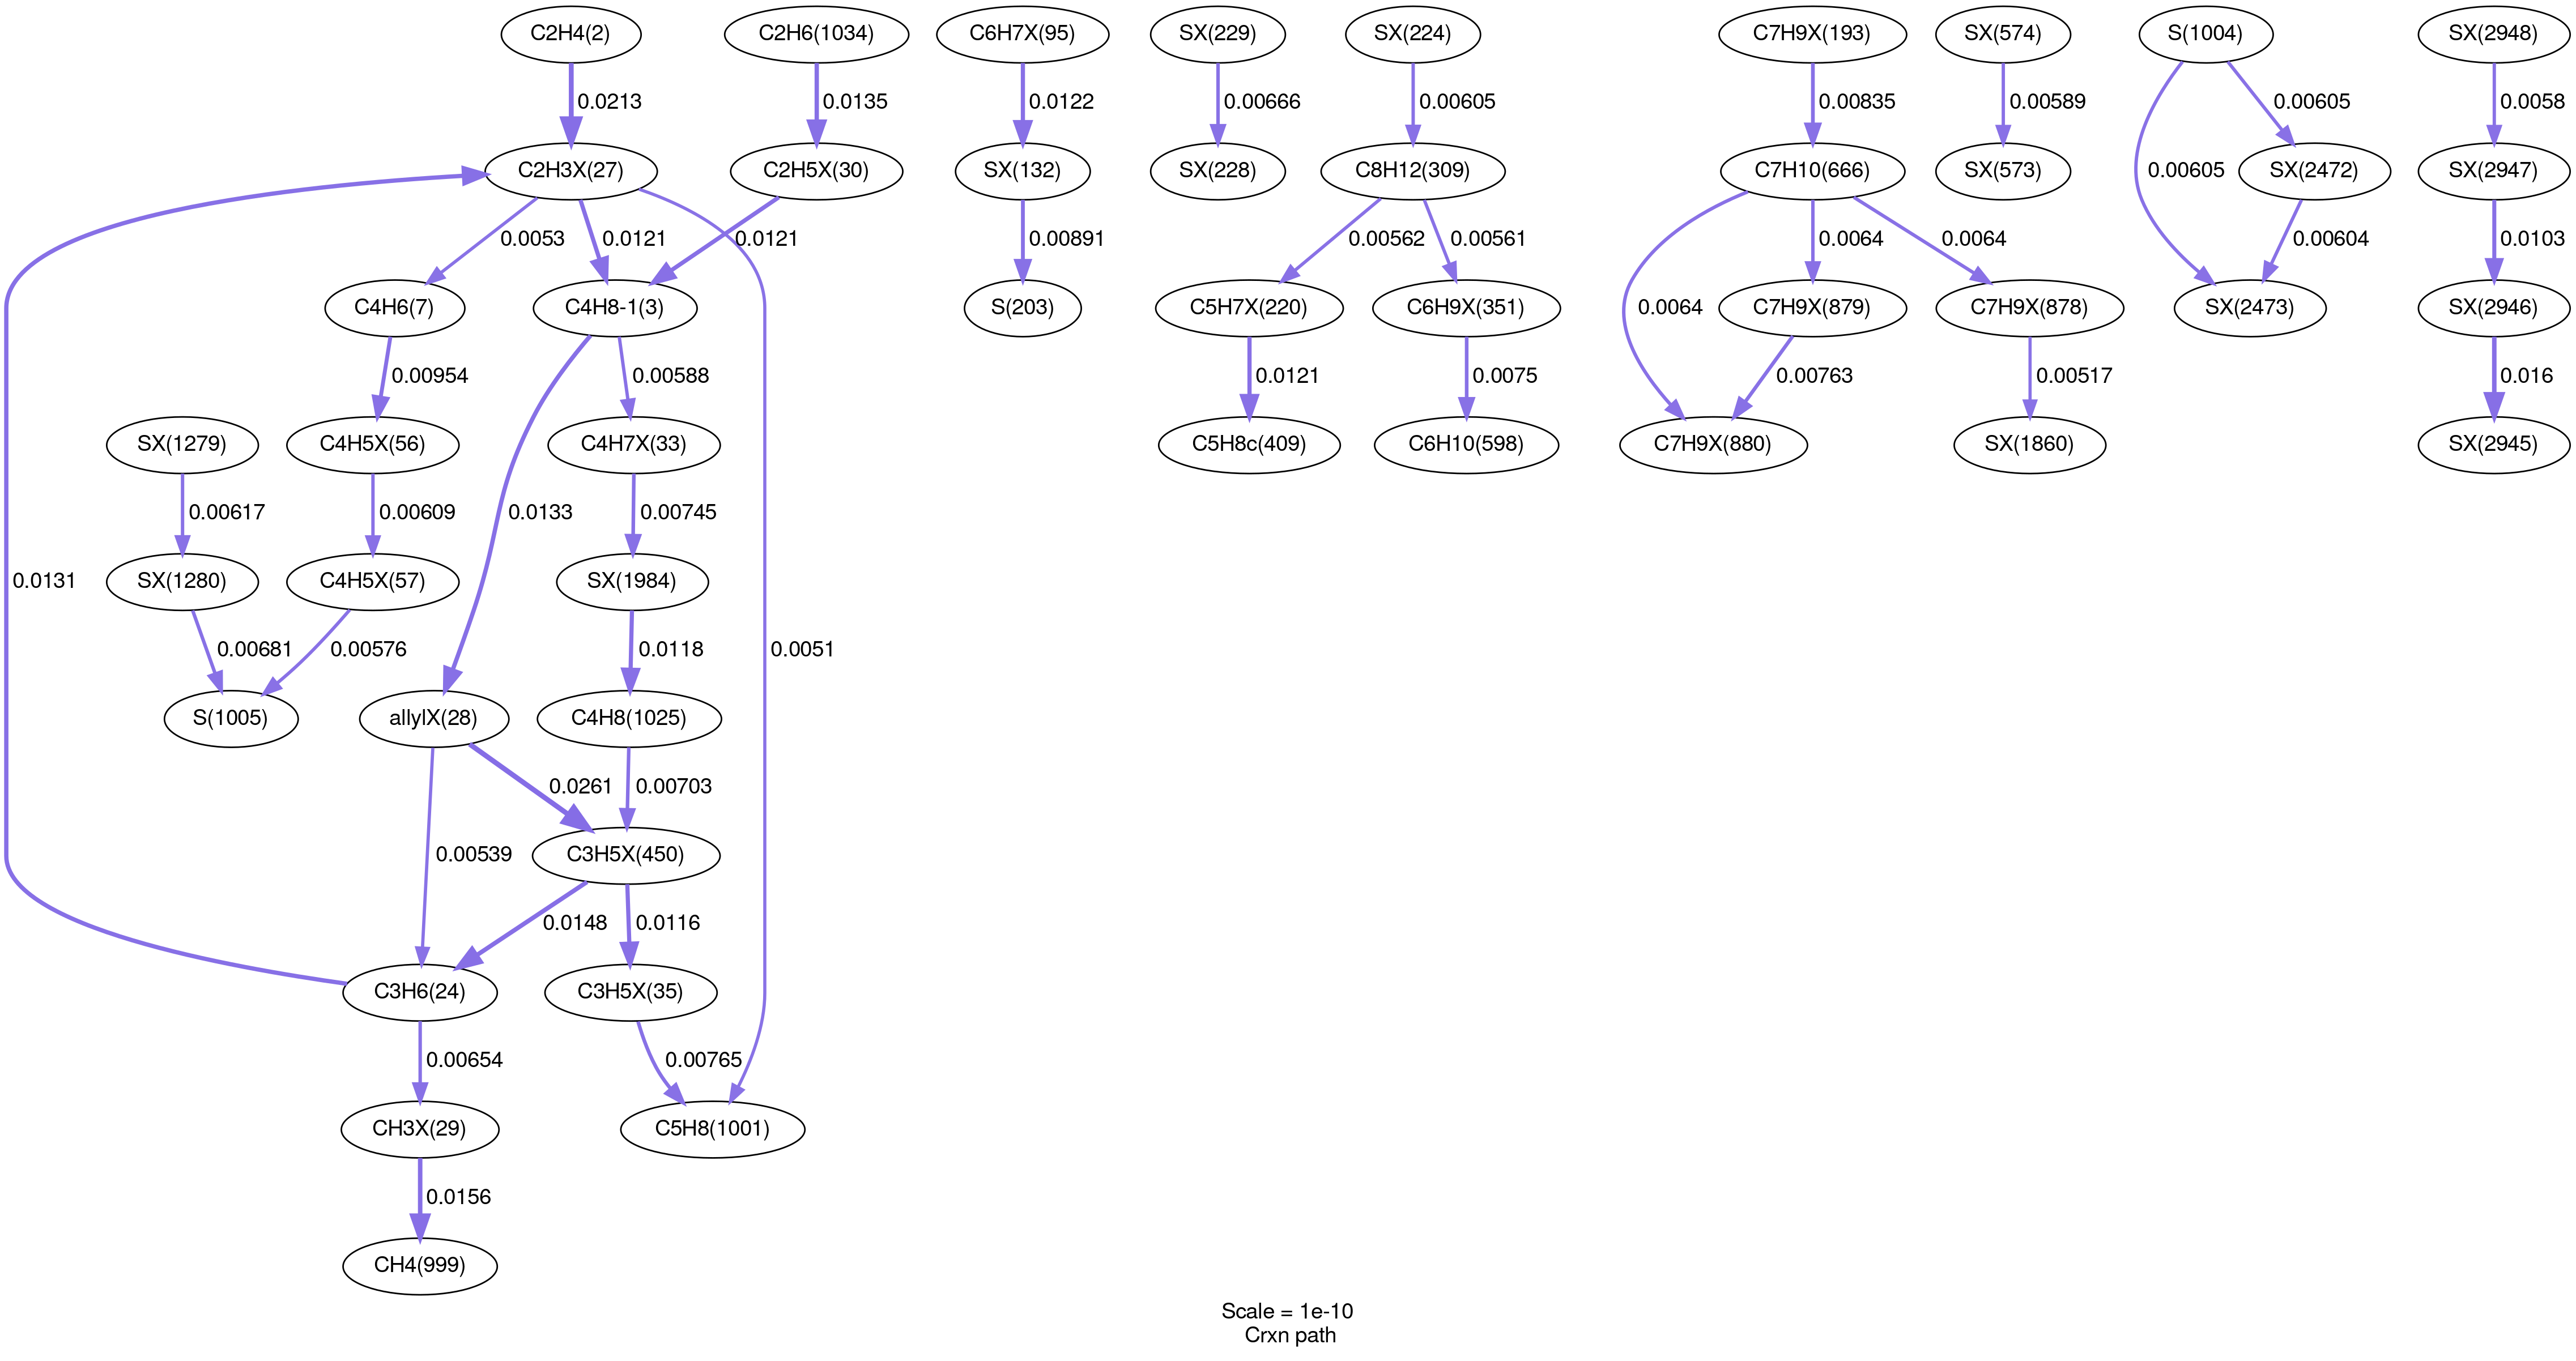 C2H4(2)
C2H6(1034)
C6H7X(95)
SX(229)
SX(224)
C7H9X(193)
SX(574)
S(1004)
SX(2948)
0.0213
0.0135
0.0122
0.00666
0.00605
0.00835
0.00589
0.00605
0.0058
C2H3X(27)
C2H5X(30)
SX(132)
SX(228)
C8H12(309)
0.00605
C7H10(666)
SX(573)
SX(2472)
SX(2947)
0.0053
0.0121
0.0121
0.00891
0.00562
0.00561
0.0064
0.0064
0.00604
0.0103
C4H6(7)
C4H8-1(3)
S(203)
C5H7X(220)
C6H9X(351)
0.0064
C7H9X(879)
C7H9X(878)
SX(2473)
SX(2946)
0.00954
0.00588
0.0121
0.0075
0.00763
0.00517
0.016
SX(1279)
C4H5X(56)
C4H7X(33)
C5H8c(409)
C6H10(598)
C7H9X(880)
SX(1860)
SX(2945)
0.00617
0.00609
0.0133
0.00745
0.0131
SX(1280)
C4H5X(57)
SX(1984)
0.00681
0.00576
0.0118
0.0051
S(1005)
allylX(28)
C4H8(1025)
0.0261
0.00703
0.00539
C3H5X(450)
0.0148
0.0116
C3H6(24)
C3H5X(35)
0.00654
0.00765
CH3X(29)
C5H8(1001)
0.0156
CH4(999)
Scale = 1e-10
Crxn path